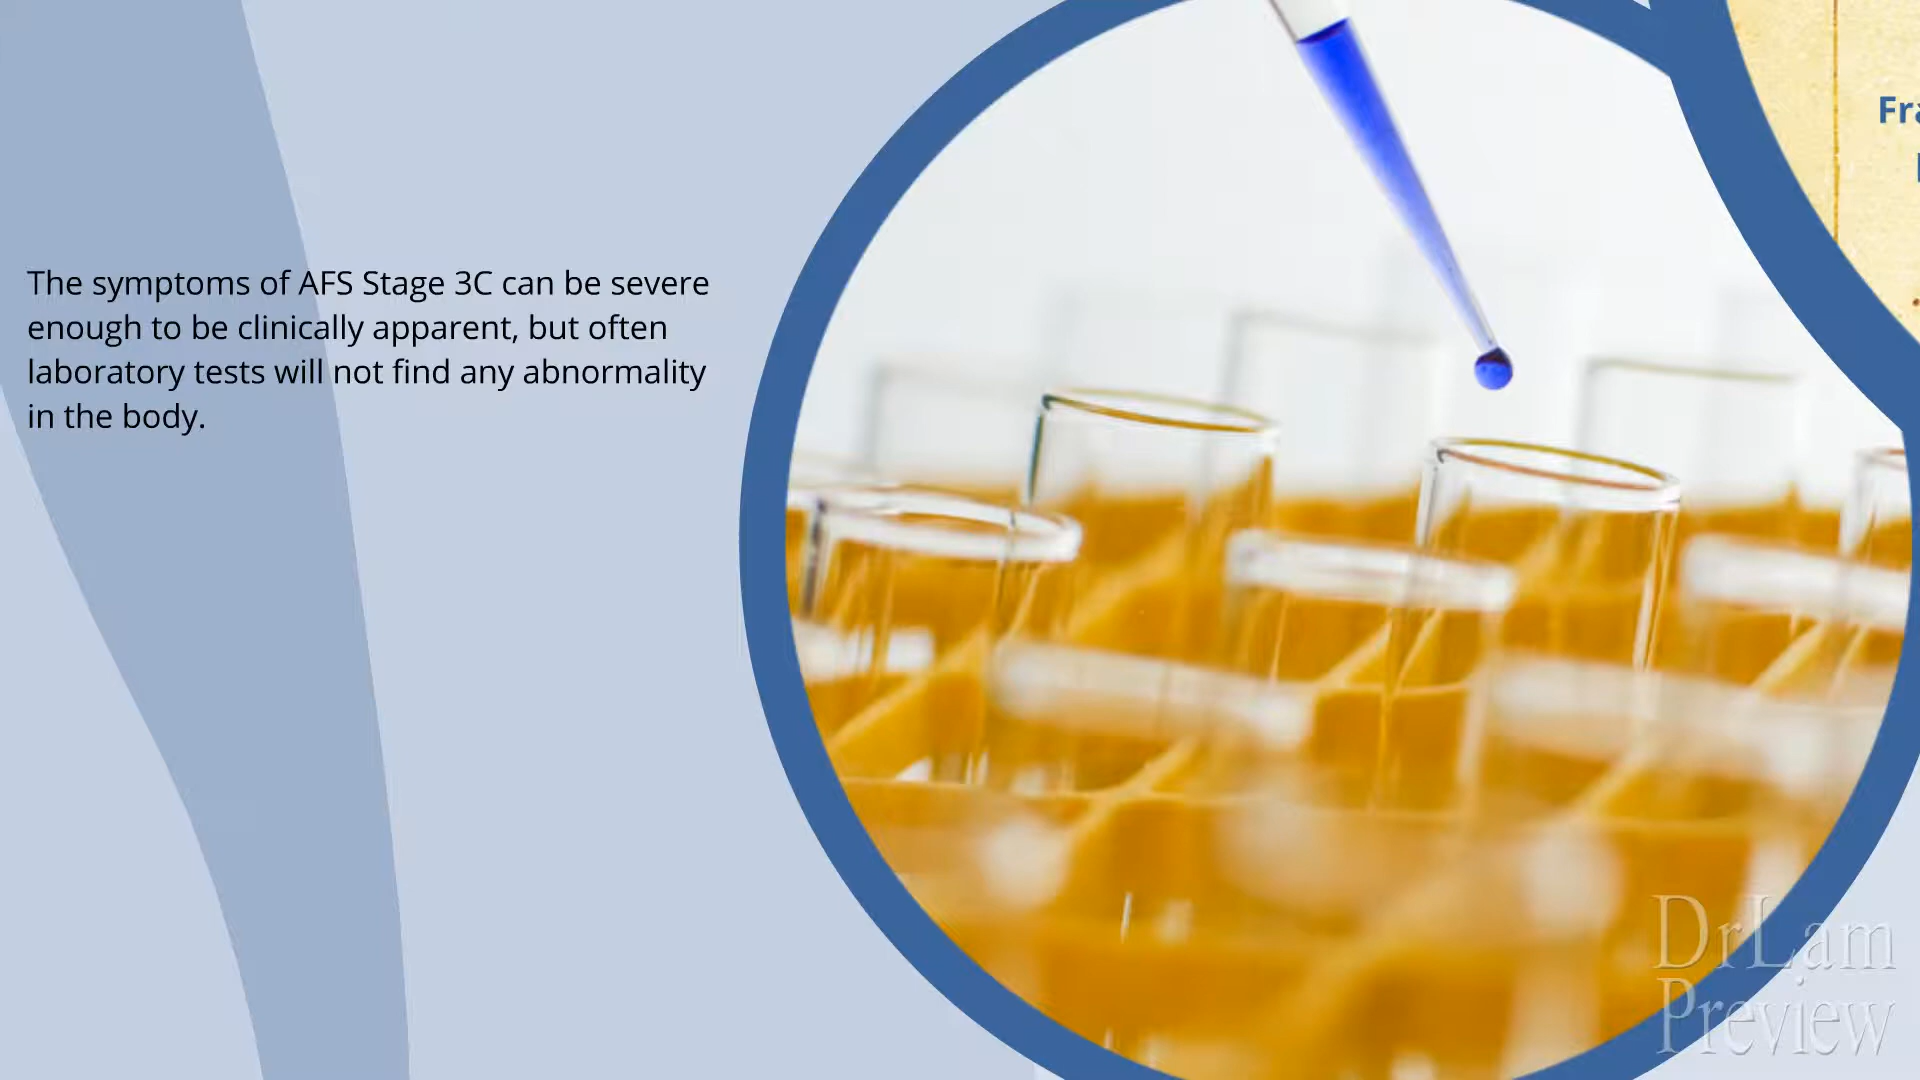 The symptoms of AFS Stage 3C can be severe
enough to be clinically apparent, but often
laboratory tests will not find any abnormality
in the body.
DrLam
Preview